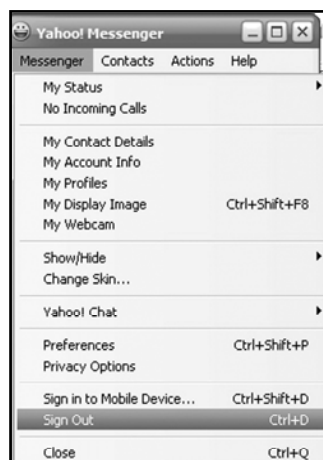 Yahoo! Messenger
Messenger Contacts Actions Help
My Status
No Incoming Calls
My Contact Details
My Account Info
My Profiles
My Display Image Ctrl+Shift+F8
My Webcam
Show/Hide
Change Skin...
Yahoo! Chat
Preferences Ctrl+Shift+P
Privacy Options
Sign in to Mobile Device... Ctrl+Shift+D
Sign Out Ctrl+D
Close Ctrl+Q